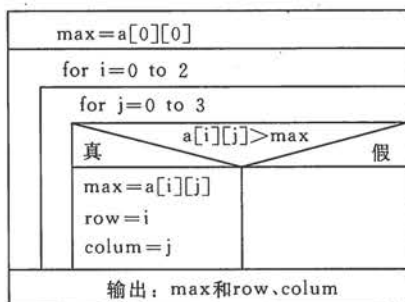 max=a[0][0]
for i=0 to 2
for j=0 to 3
a[i][j]>max
真
假
max=a[i][j]
row=i
colum=j
输出：max和row、colum